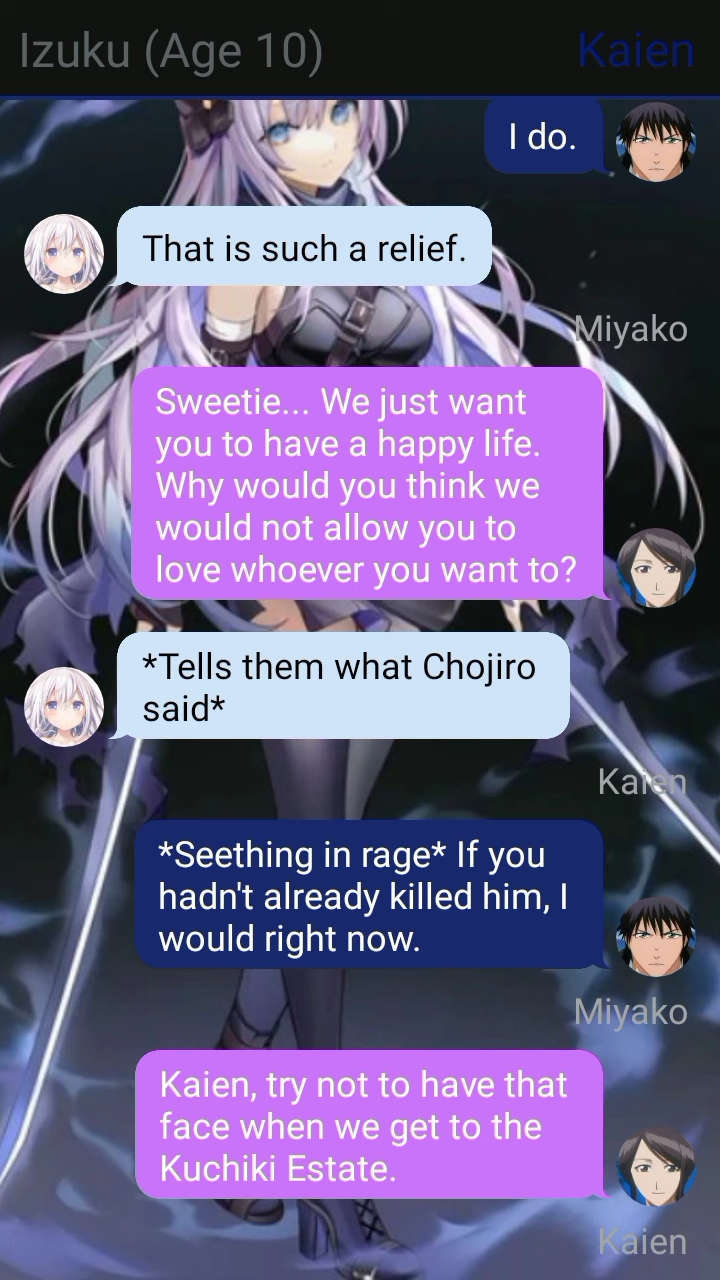 Izuku (Age 10)
Kaien
I do.
That is such a relief.
Miyako
Sweetie... We just want
you to have a happy life.
Why would you think we
would not allow you to
love whoever you want to?
*Tells them what Chojiro
said*
Kaien
*Seething in rage* If you
hadn't already killed him, I
would right now.
Miyako
Kaien, try not to have that
face when we get to the
Kuchiki Estate.
Kaien